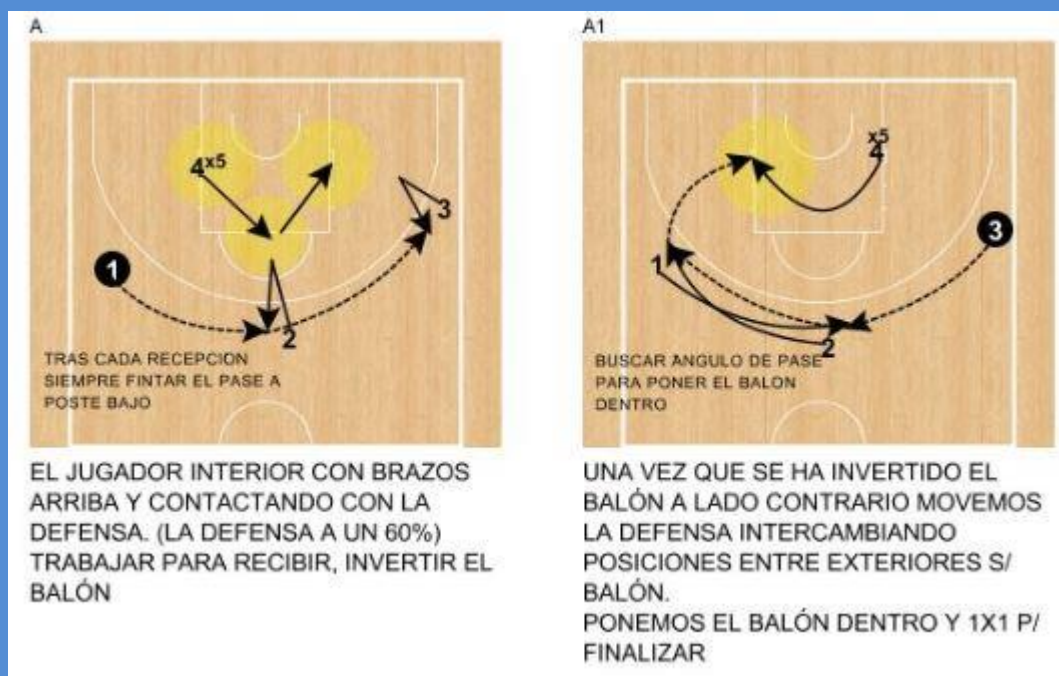 A
4 x5
3
1
2
TRAS CADA RECEPCION
SIEMPRE FINTAR EL PASE A
POSTE BAJO
EL JUGADOR INTERIOR CON BRAZOS
ARRIBA Y CONTACTANDO CON LA
DEFENSA. (LA DEFENSA A UN 60%)
TRABAJAR PARA RECIBIR, INVERTIR EL
BALÓN
A1
x5
4
3
1
2
BUSCAR ANGULO DE PASE
PARA PONER EL BALON
DENTRO
UNA VEZ QUE SE HA INVERTIDO EL
BALÓN A LADO CONTRARIO MOVEMOS
LA DEFENSA INTERCAMBIANDO
POSICIONES ENTRE EXTERIORES S/
BALÓN.
PONEMOS EL BALÓN DENTRO Y 1X1 P/
FINALIZAR